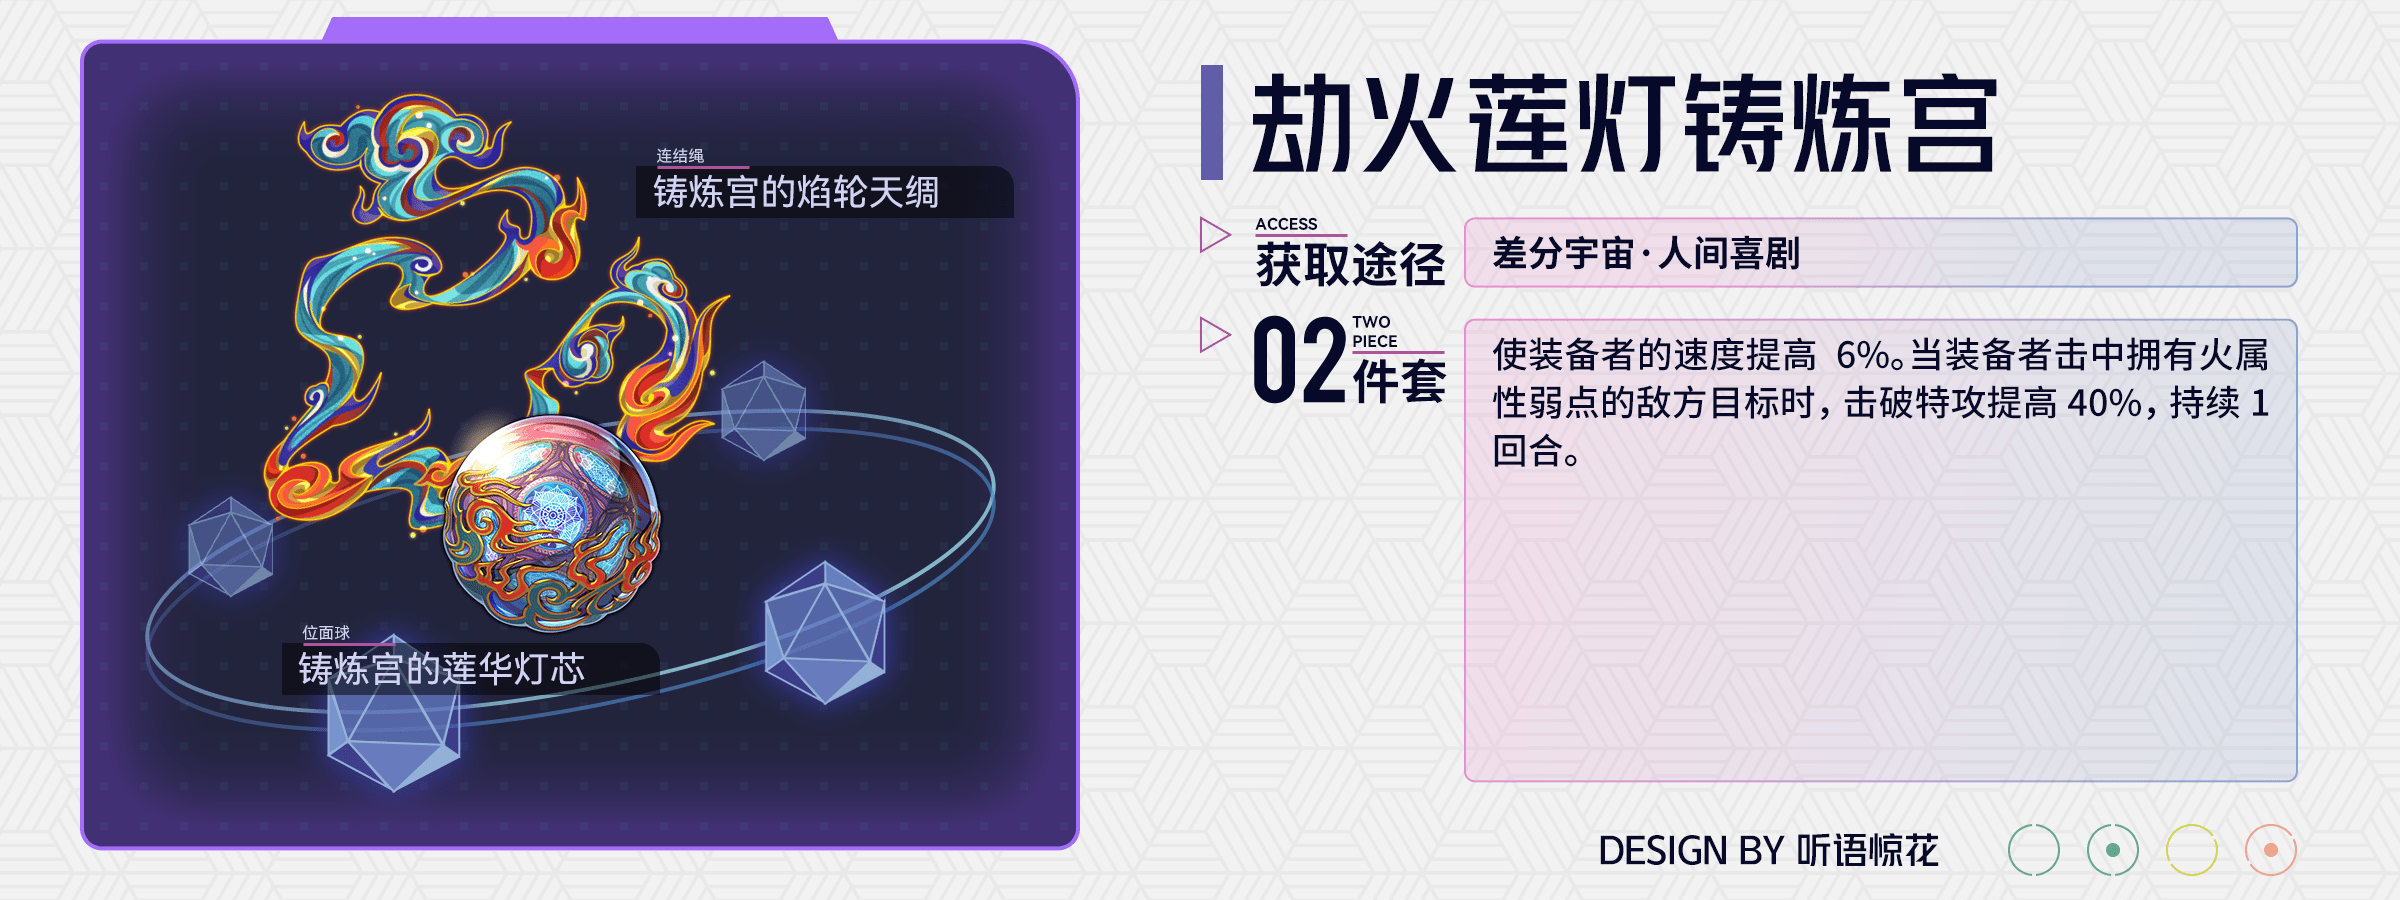 连结绳
铸炼宫的焰轮天绸
位面球
铸炼宫的莲华灯芯
劫火莲灯铸炼宫
ACCESS
获取途径
差分宇宙·人间喜剧
02
TWO
PIECE
件套
使装备者的速度提高 6%。当装备者击中拥有火属
性弱点的敌方目标时，击破特攻提高 40%，持续 1
回合。
DESIGN BY 听语惊花